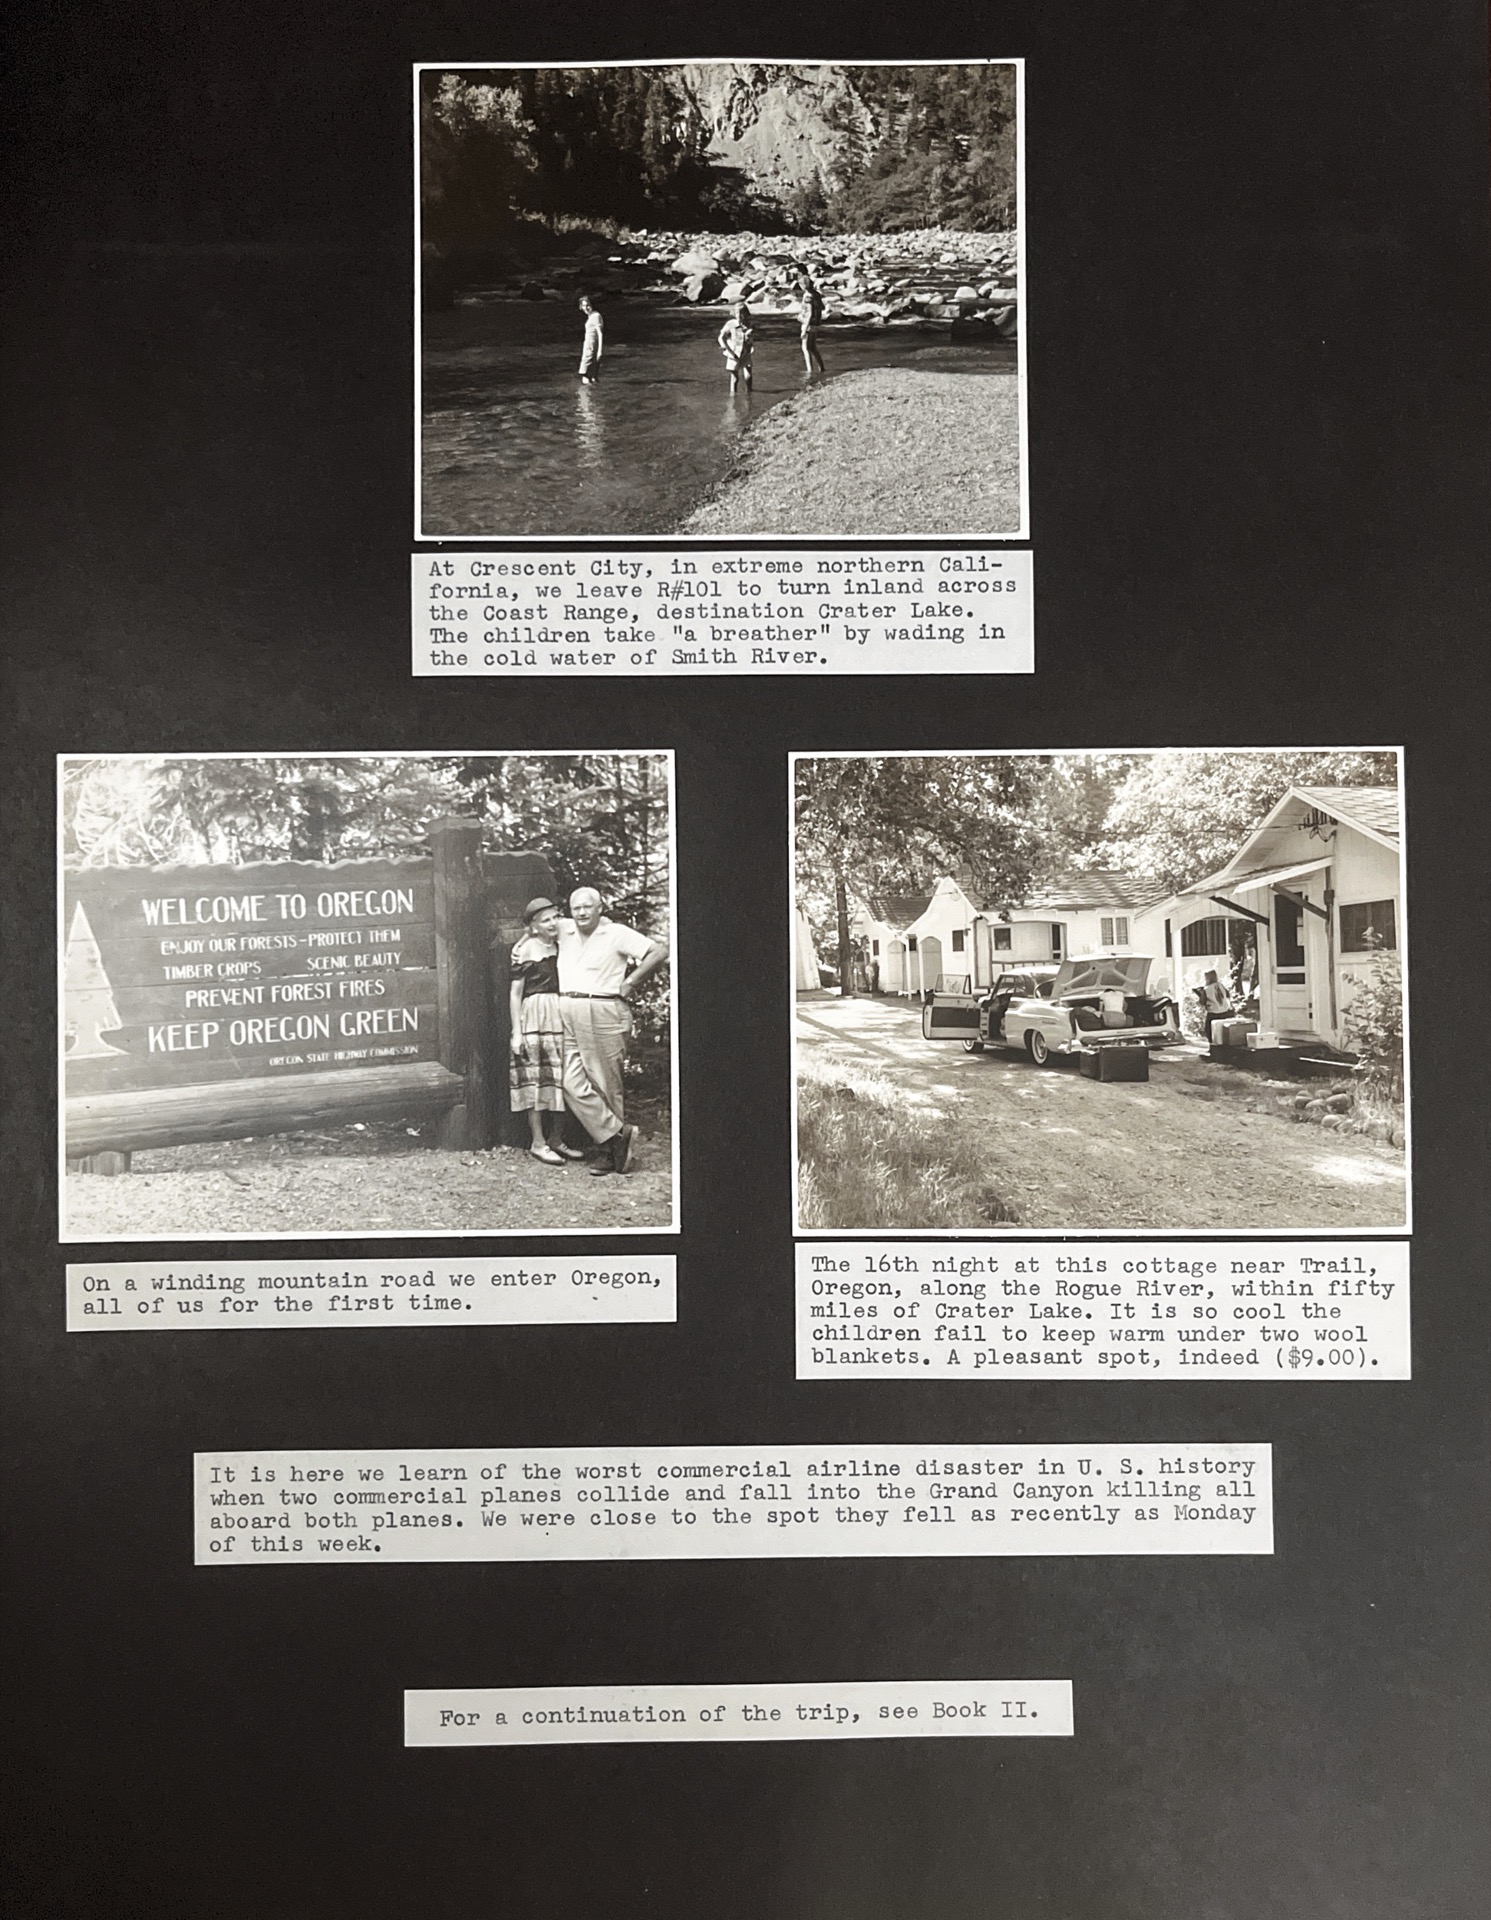 At Crescent City, in extreme northern Cali-
fornia, we leave R#101 to turn inland across
the Coast Range, destination Crater Lake.
The children take "a breather" by wading in
the cold water of Smith River.
WELCOME TO OREGON
ENJOY OUR FORESTS-PROTECT THEM
TIMBER CROPS SCENIC BEAUTY
PREVENT FOREST FIRES
KEEP OREGON GREEN
OREGON STATE HIGHWAY COMMISSION
On a winding mountain road we enter Oregon,
all of us for the first time.
The 16th night at this cottage near Trail,
Oregon, along the Rogue River, within fifty
miles of Crater Lake. It is so cool the
children fail to keep warm under two wool
blankets. A pleasant spot, indeed ($9.00).
It is here we learn of the worst commercial airline disaster in U. S. history
when two commercial planes collide and fall into the Grand Canyon killing all
aboard both planes. We were close to the spot they fell as recently as Monday
of this week.
For a continuation of the trip, see Book II.